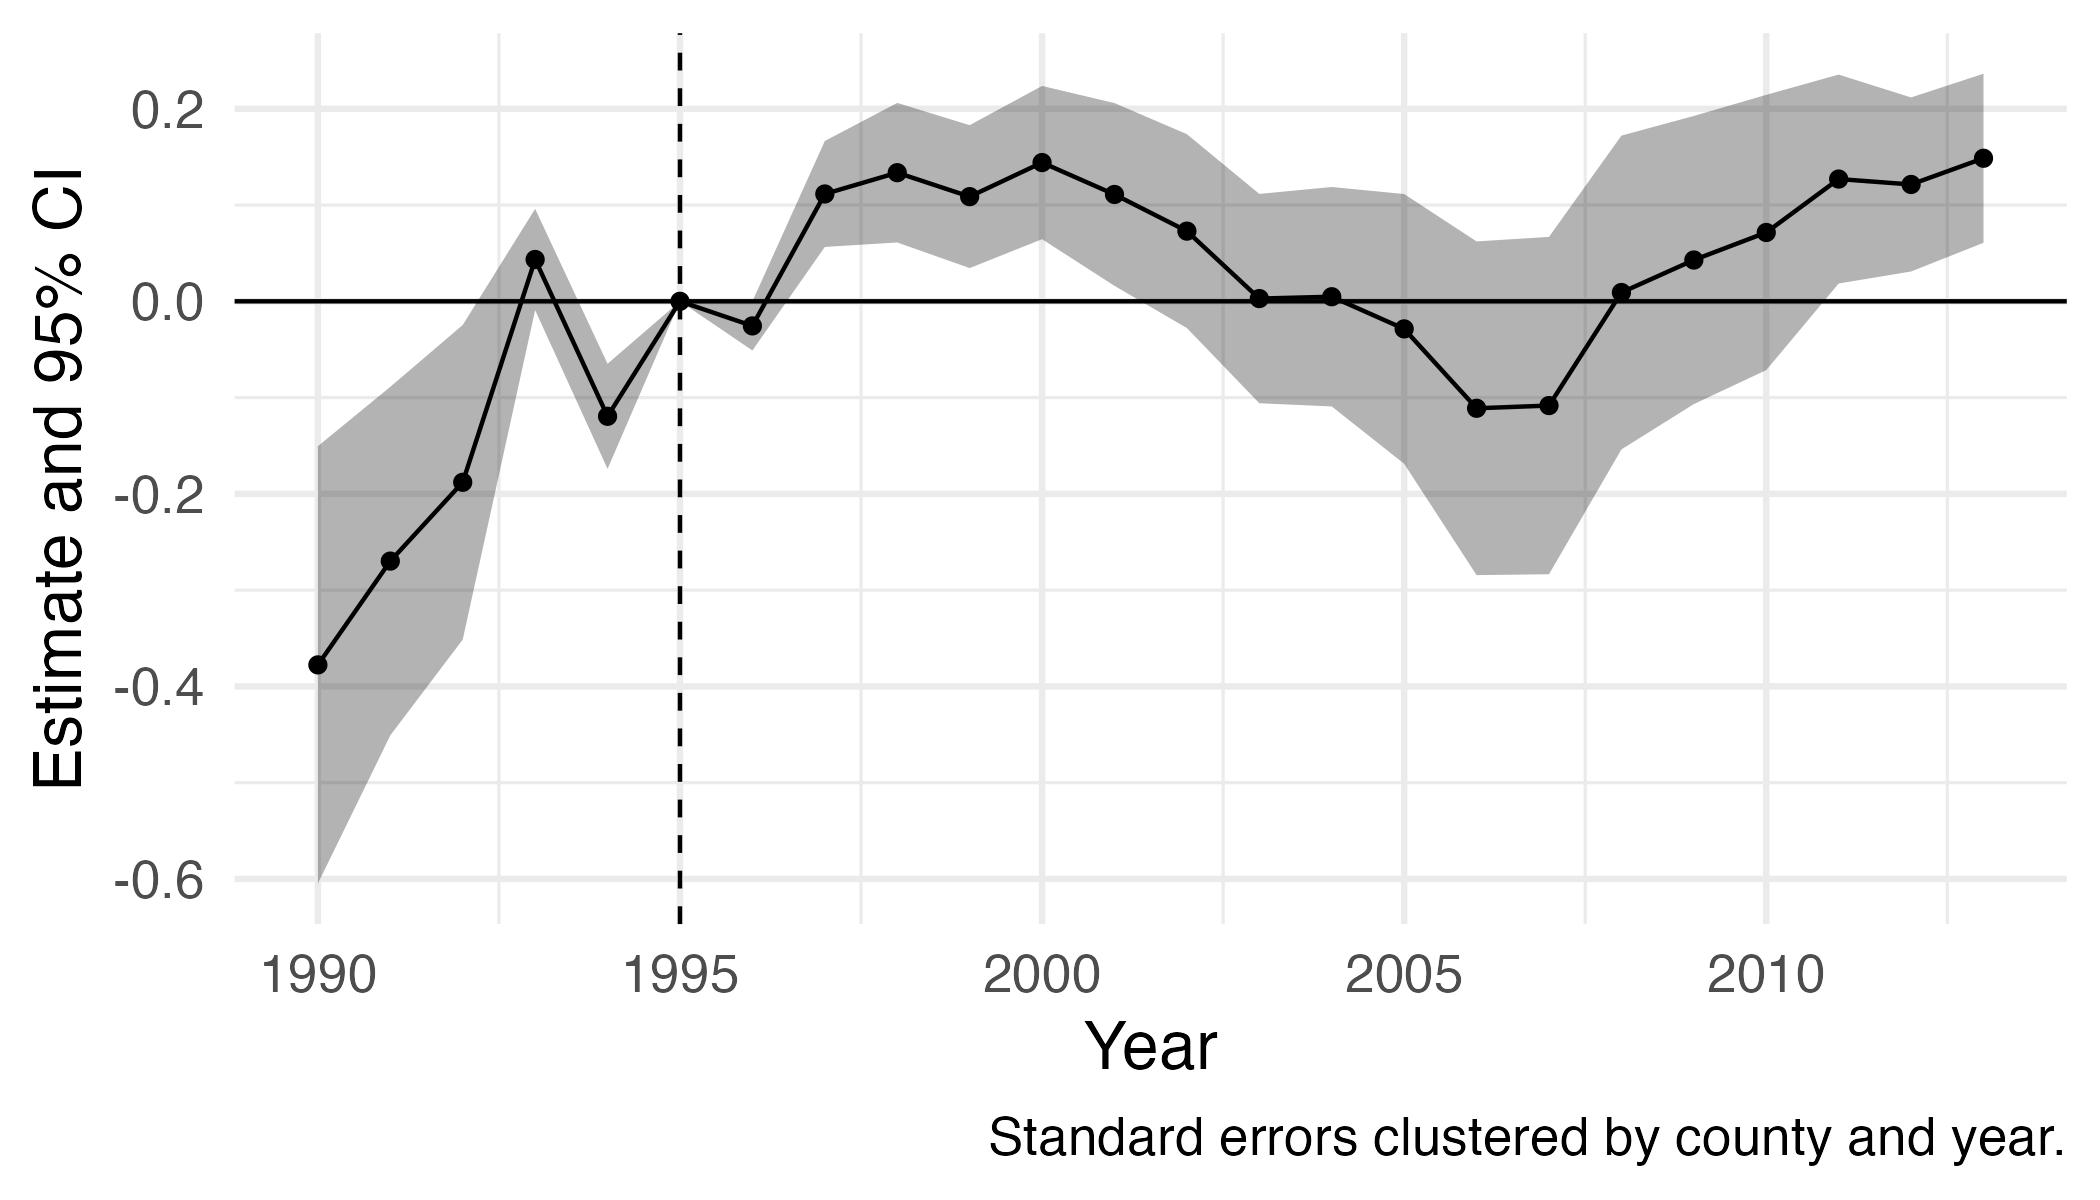 Estimate and 95% CI
0.2
0.0
-0.2
-0.4
-0.6
1990 1995 2000 2005 2010
Year
Standard errors clustered by county and year.